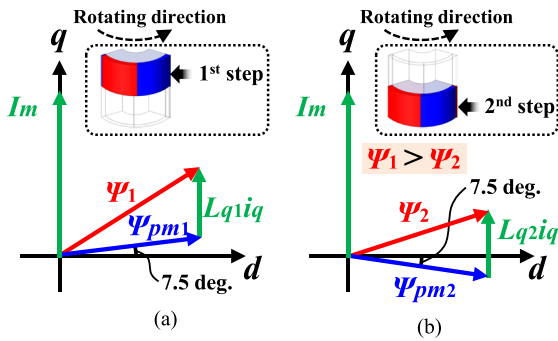 Rotating direction
q
1st step
Im
Ψ1
Ψpm1
Lq1iq
d
7.5 deg.
(a)
Rotating direction
q
2nd step
Im
Ψ1 > Ψ2
7.5 deg.
Ψ2
Lq2iq
d
Ψpm2
(b)